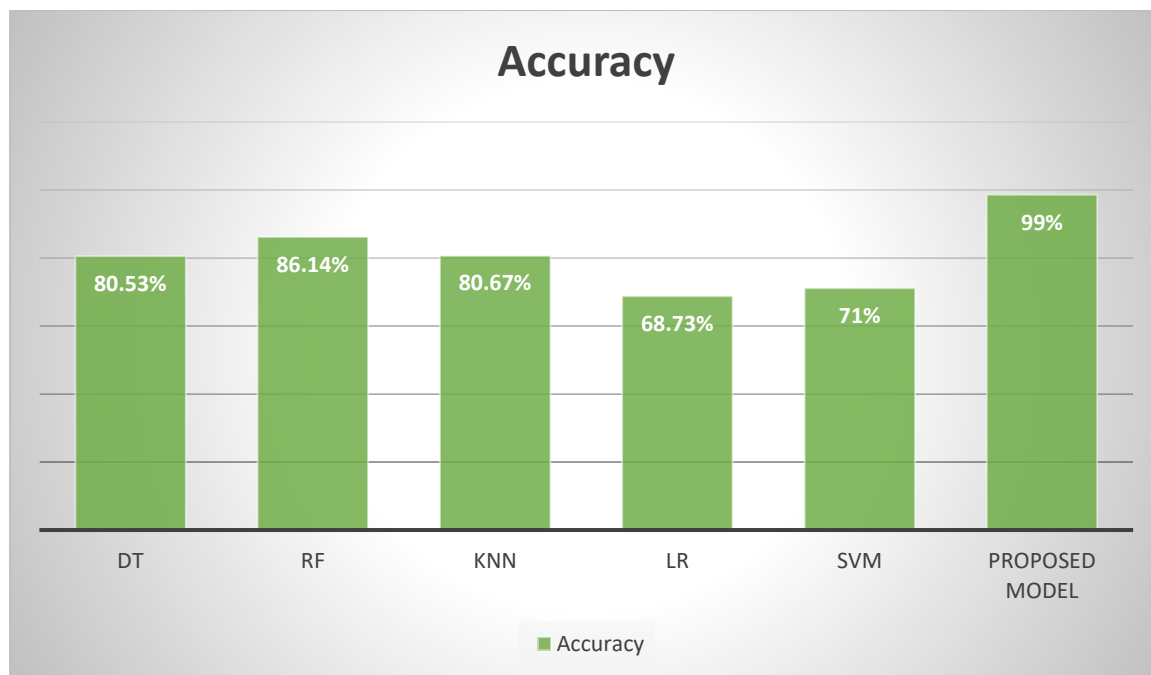 Accuracy
80.53%
86.14%
80.67%
68.73%
71%
99%
DT
RF
KNN
LR
SVM
PROPOSED
MODEL
Accuracy